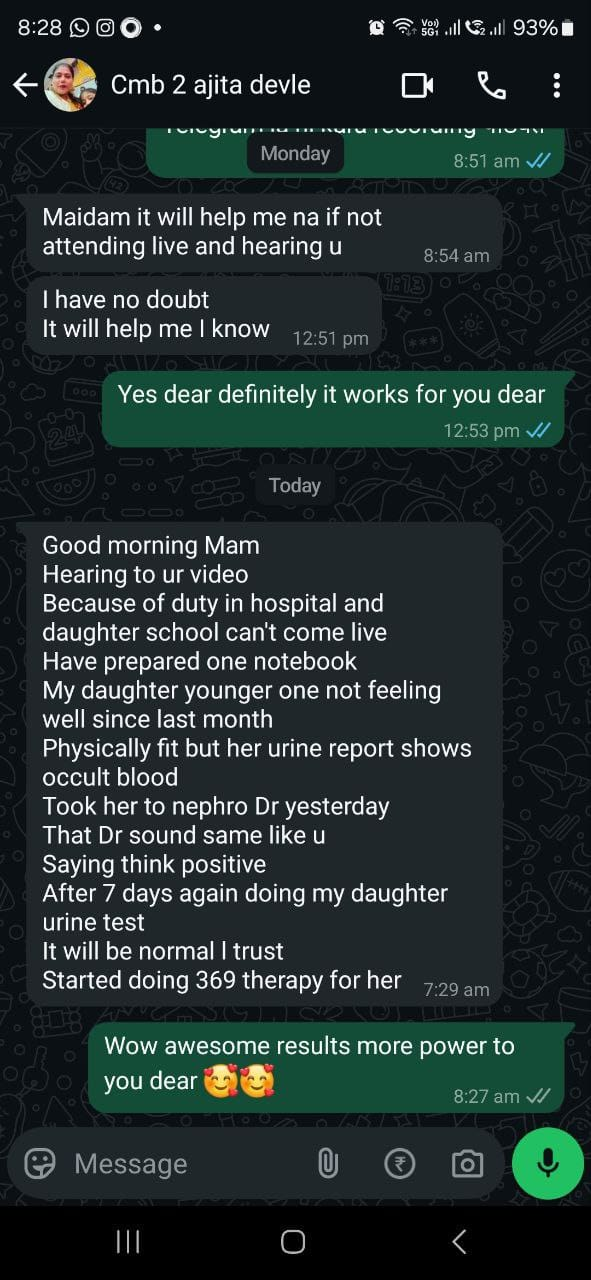 8:28
Vo))
5G1
2
93%
Cmb 2 ajita devle
Monday
8:51 am
Maidam it will help me na if not
attending live and hearing u
8:54 am
I have no doubt
It will help me I know
12:51 pm
Yes dear definitely it works for you dear
12:53 pm
Today
Good morning Mam
Hearing to ur video
Because of duty in hospital and
daughter school can't come live
Have prepared one notebook
My daughter younger one not feeling
well since last month
Physically fit but her urine report shows
occult blood
Took her to nephro Dr yesterday
That Dr sound same like u
Saying think positive
After 7 days again doing my daughter
urine test
It will be normal I trust
Started doing 369 therapy for her
7:29 am
Wow awesome results more power to
you dear 🥰🥰
8:27 am
Message
₹